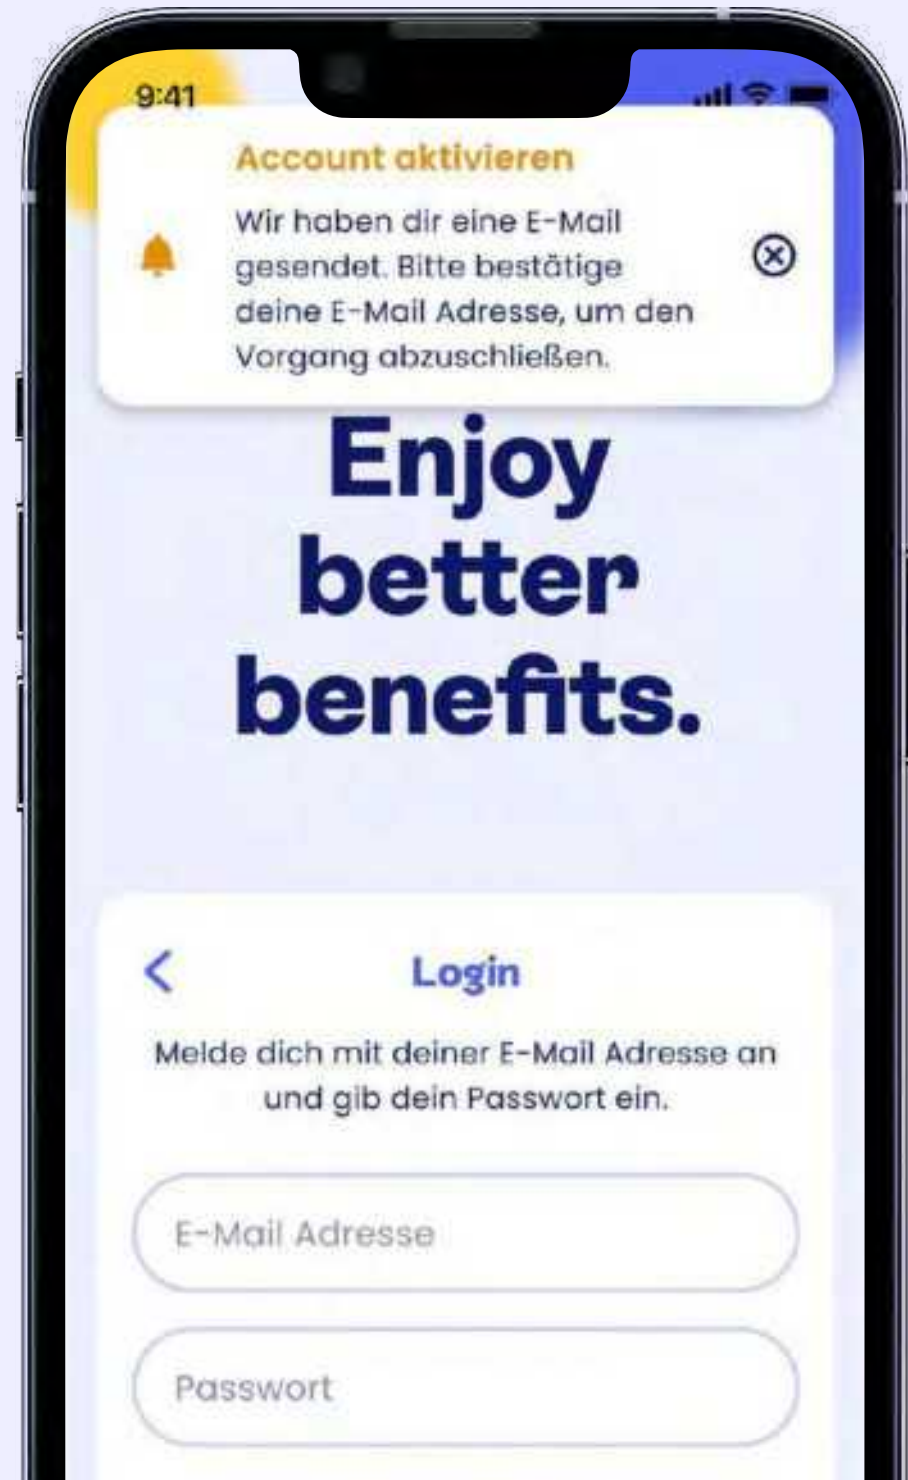 9:41
Account aktivieren
Wir haben dir eine E-Mail
gesendet. Bitte bestätige
deine E-Mail Adresse, um den
Vorgang abzuschließen.
Enjoy
better
benefits.
Login
Melde dich mit deiner E-Mail Adresse an
und gib dein Passwort ein.
E-Mail Adresse
Passwort